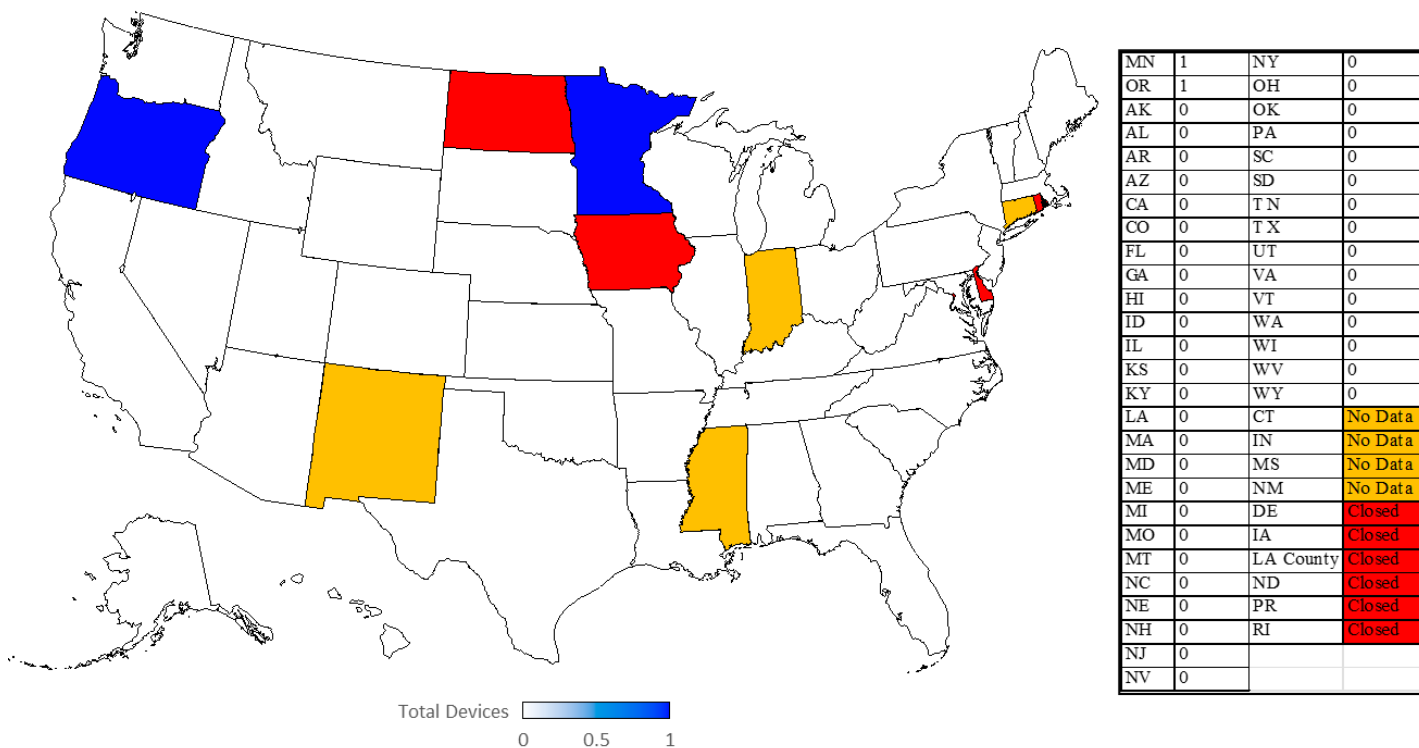 MN 1 NY 0
OR 1 OH 0
AK 0 OK 0
AL 0 PA 0
AR 0 SC 0
AZ 0 SD 0
CA 0 T N 0
CO 0 T X 0
FL 0 UT 0
GA 0 VA 0
HI 0 VT 0
ID 0 WA 0
IL 0 WI 0
KS 0 WV 0
KY 0 WY 0
LA 0 CT No Data
MA 0 IN No Data
MD 0 MS No Data
ME 0 NM No Data
MI 0 DE Closed
MO 0 IA Closed
MT 0 LA County Closed
NC 0 ND Closed
NE 0 PR Closed
NH 0 RI Closed
NJ 0
NV 0
Total Devices
0 0.5 1